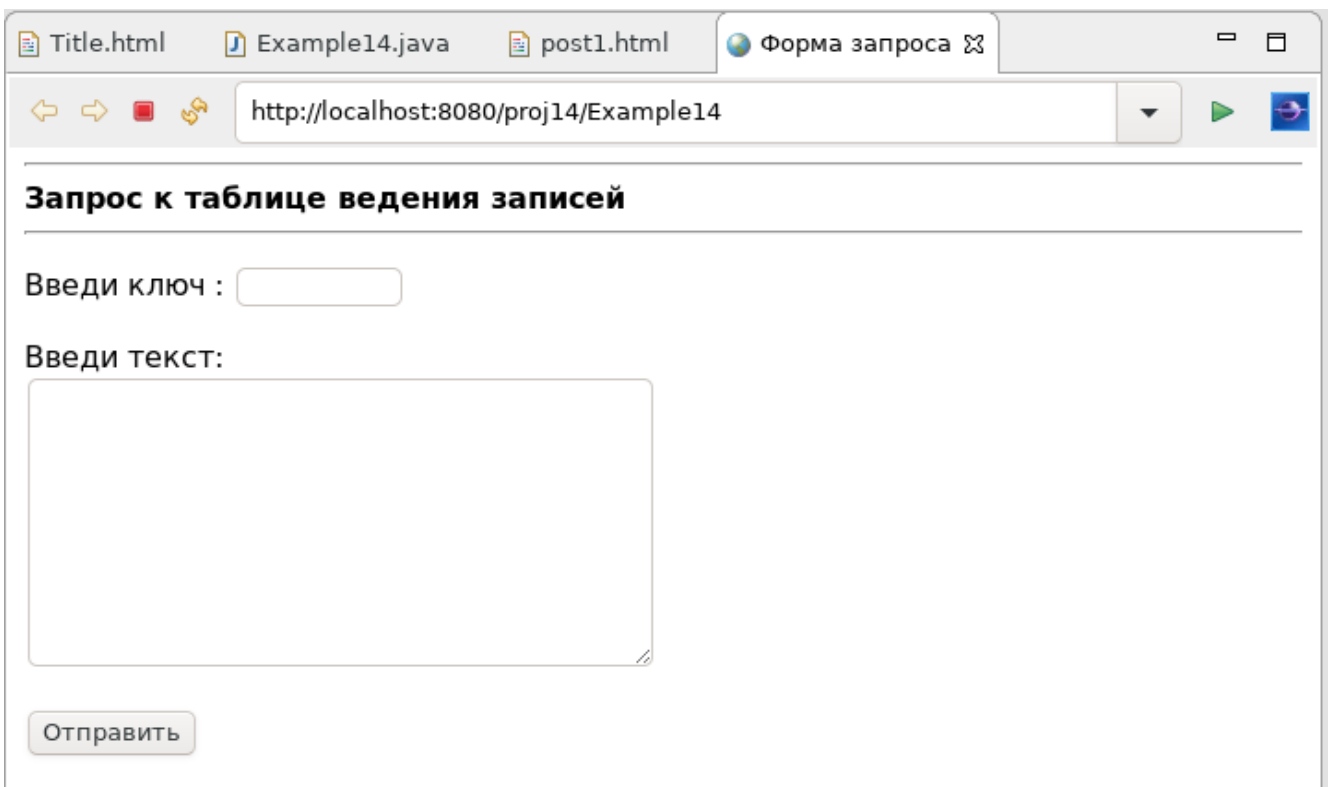 Title.html Example14.java post1.html Форма запроса
http://localhost:8080/proj14/Example14
Запрос к таблице ведения записей
Введи ключ :
Введи текст:
Отправить